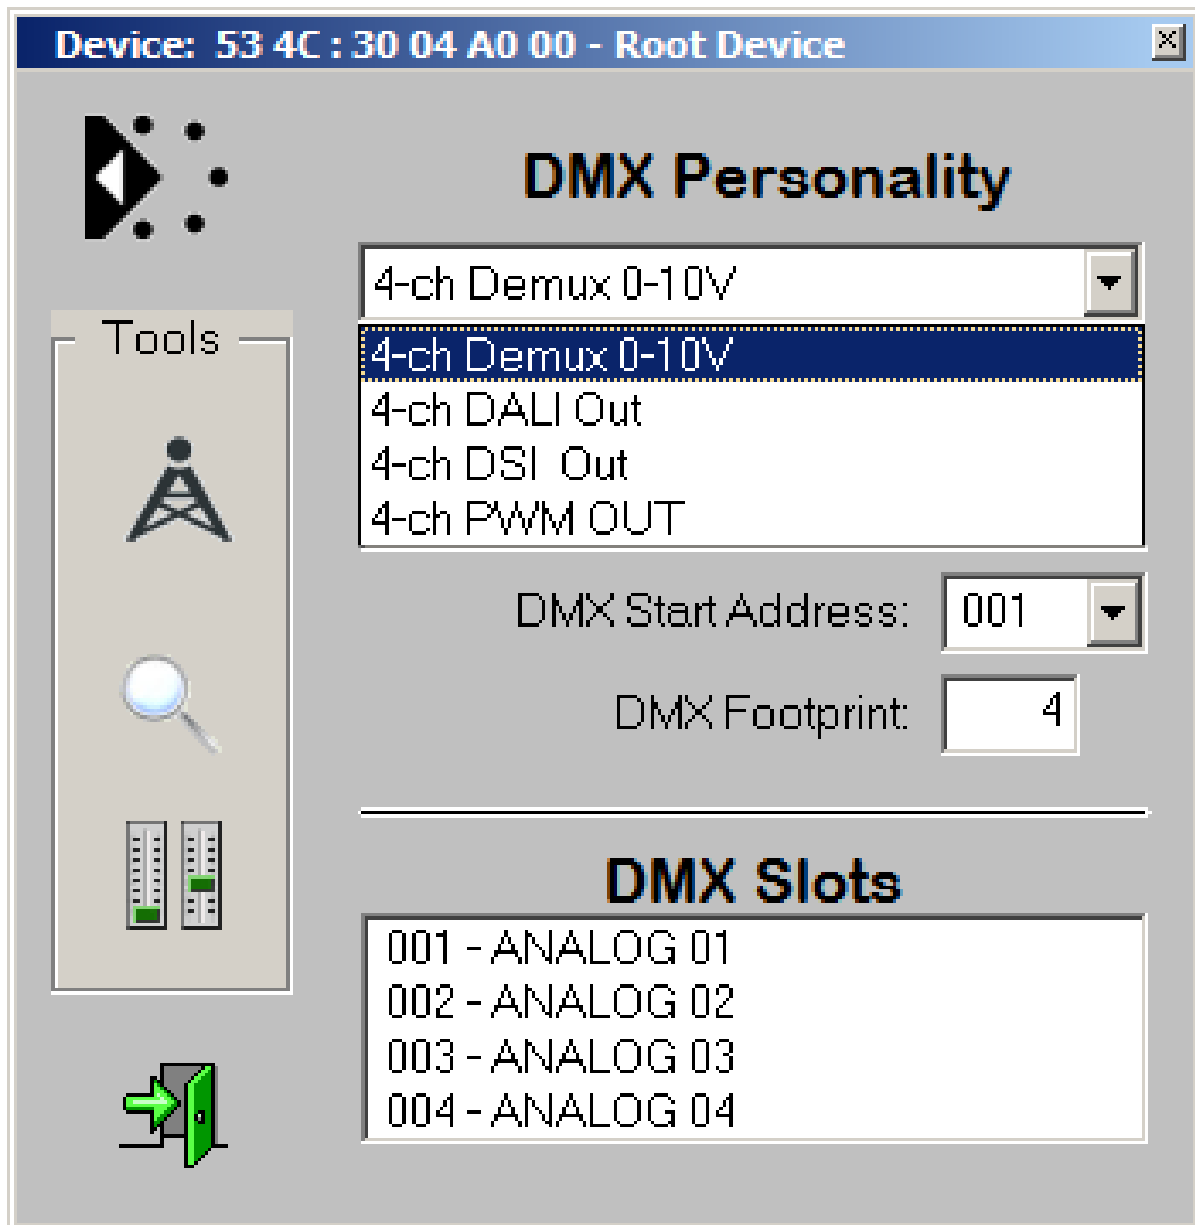 Device: 53 4C : 30 04 A0 00 - Root Device
DMX Personality
4-ch Demux 0-10V
Tools
4-ch Demux 0-10V
4-ch DALI Out
4-ch DSI Out
4-ch PWM OUT
DMX Start Address: 001
DMX Footprint: 4
DMX Slots
001 - ANALOG 01
002 - ANALOG 02
003 - ANALOG 03
004 - ANALOG 04